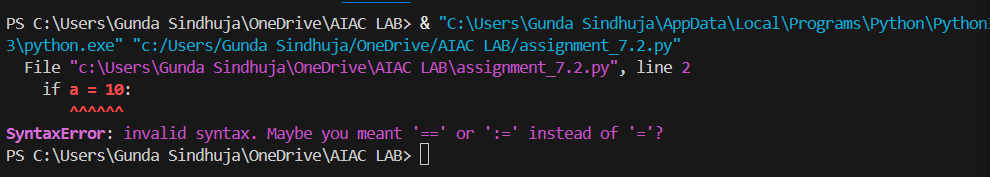 PS C:\Users\Gunda Sindhuja\OneDrive\AIAC LAB> & "C:\Users\Gunda Sindhuja\AppData\Local\Programs\Python\Python3
3\python.exe" "c:/Users/Gunda Sindhuja/OneDrive/AIAC LAB/assignment_7.2.py"
  File "c:\Users\Gunda Sindhuja\OneDrive\AIAC LAB\assignment_7.2.py", line 2
    if a = 10:
       ^^^^^^
SyntaxError: invalid syntax. Maybe you meant '==' or ':=' instead of '='?
PS C:\Users\Gunda Sindhuja\OneDrive\AIAC LAB>